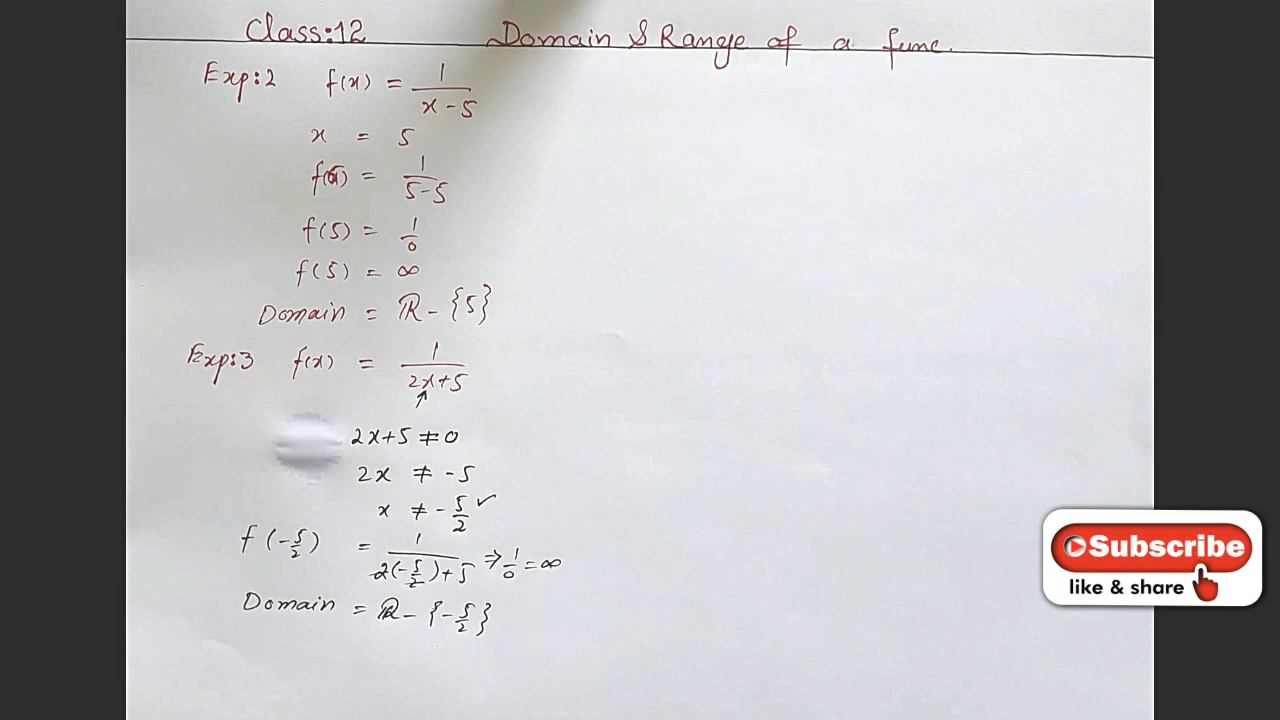 Class:12 Domain & Range of a func.
Exp:2 f(x) = 1/(x-5)
x = 5
f(5) = 1/(5-5)
f(5) = 1/0
f(5) = ∞
Domain = ℝ - {5}
Exp:3 f(x) = 1/(2x+5)
↑
2x+5 ≠ 0
2x ≠ -5
x ≠ -5/2 ✓
f(-5/2) = 1/(2(-5/2)+5) ⇒ 1/0 = ∞
Domain = ℝ - {-5/2}
Subscribe
like & share